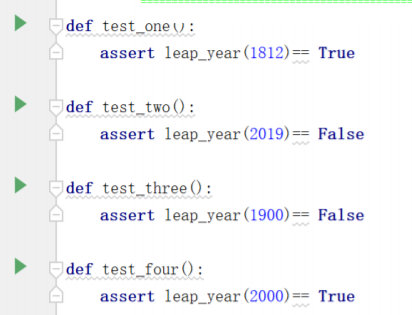 def test_one():
assert leap_year(1812)== True
def test_two():
assert leap_year(2019)== False
def test_three():
assert leap_year(1900)== False
def test_four():
assert leap_year(2000)== True